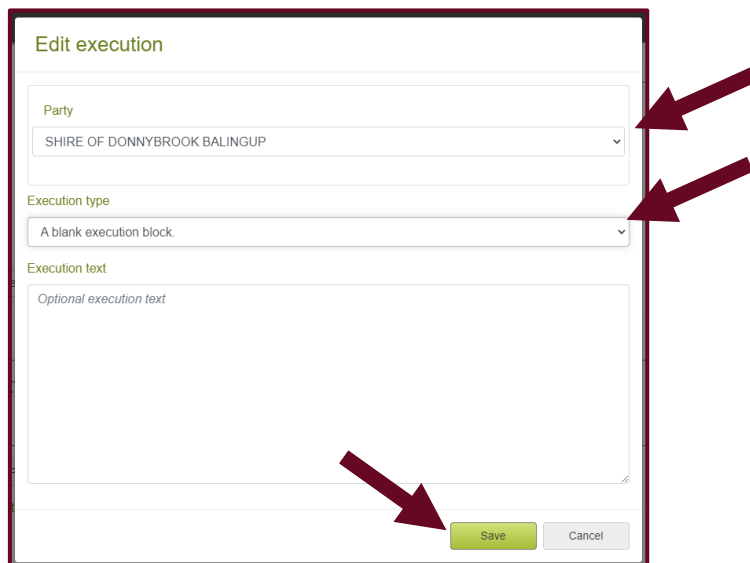 Edit execution
Party
SHIRE OF DONNYBROOK BALINGUP
Execution type
A blank execution block.
Execution text
Optional execution text
Save Cancel